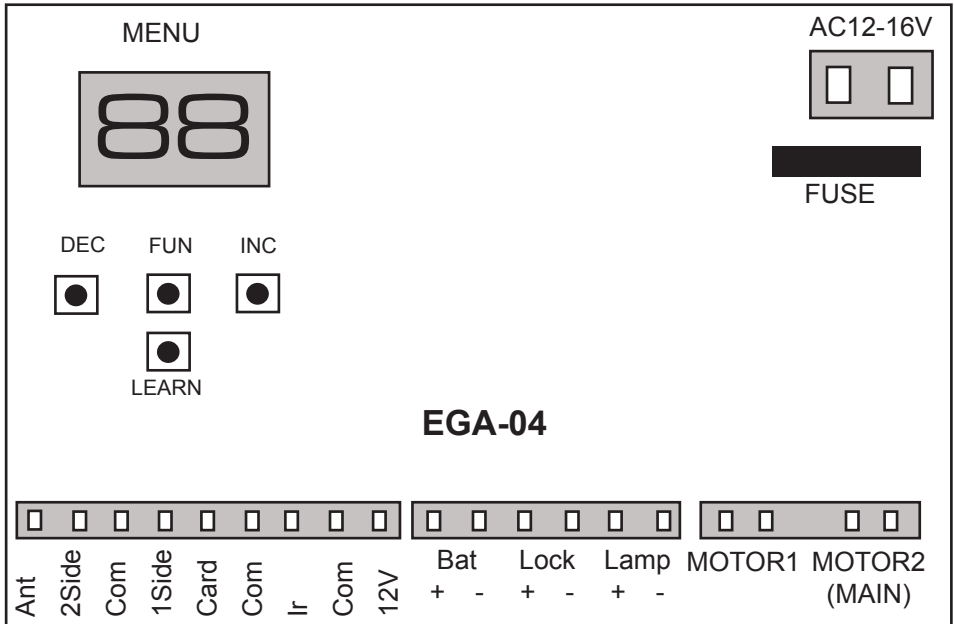 MENU
AC12-16V
88
FUSE
DEC FUN INC
LEARN
EGA-04
Ant 2Side Com 1Side Card Com Ir Com 12V
Bat Lock Lamp MOTOR1 MOTOR2
+ - + - + - (MAIN)